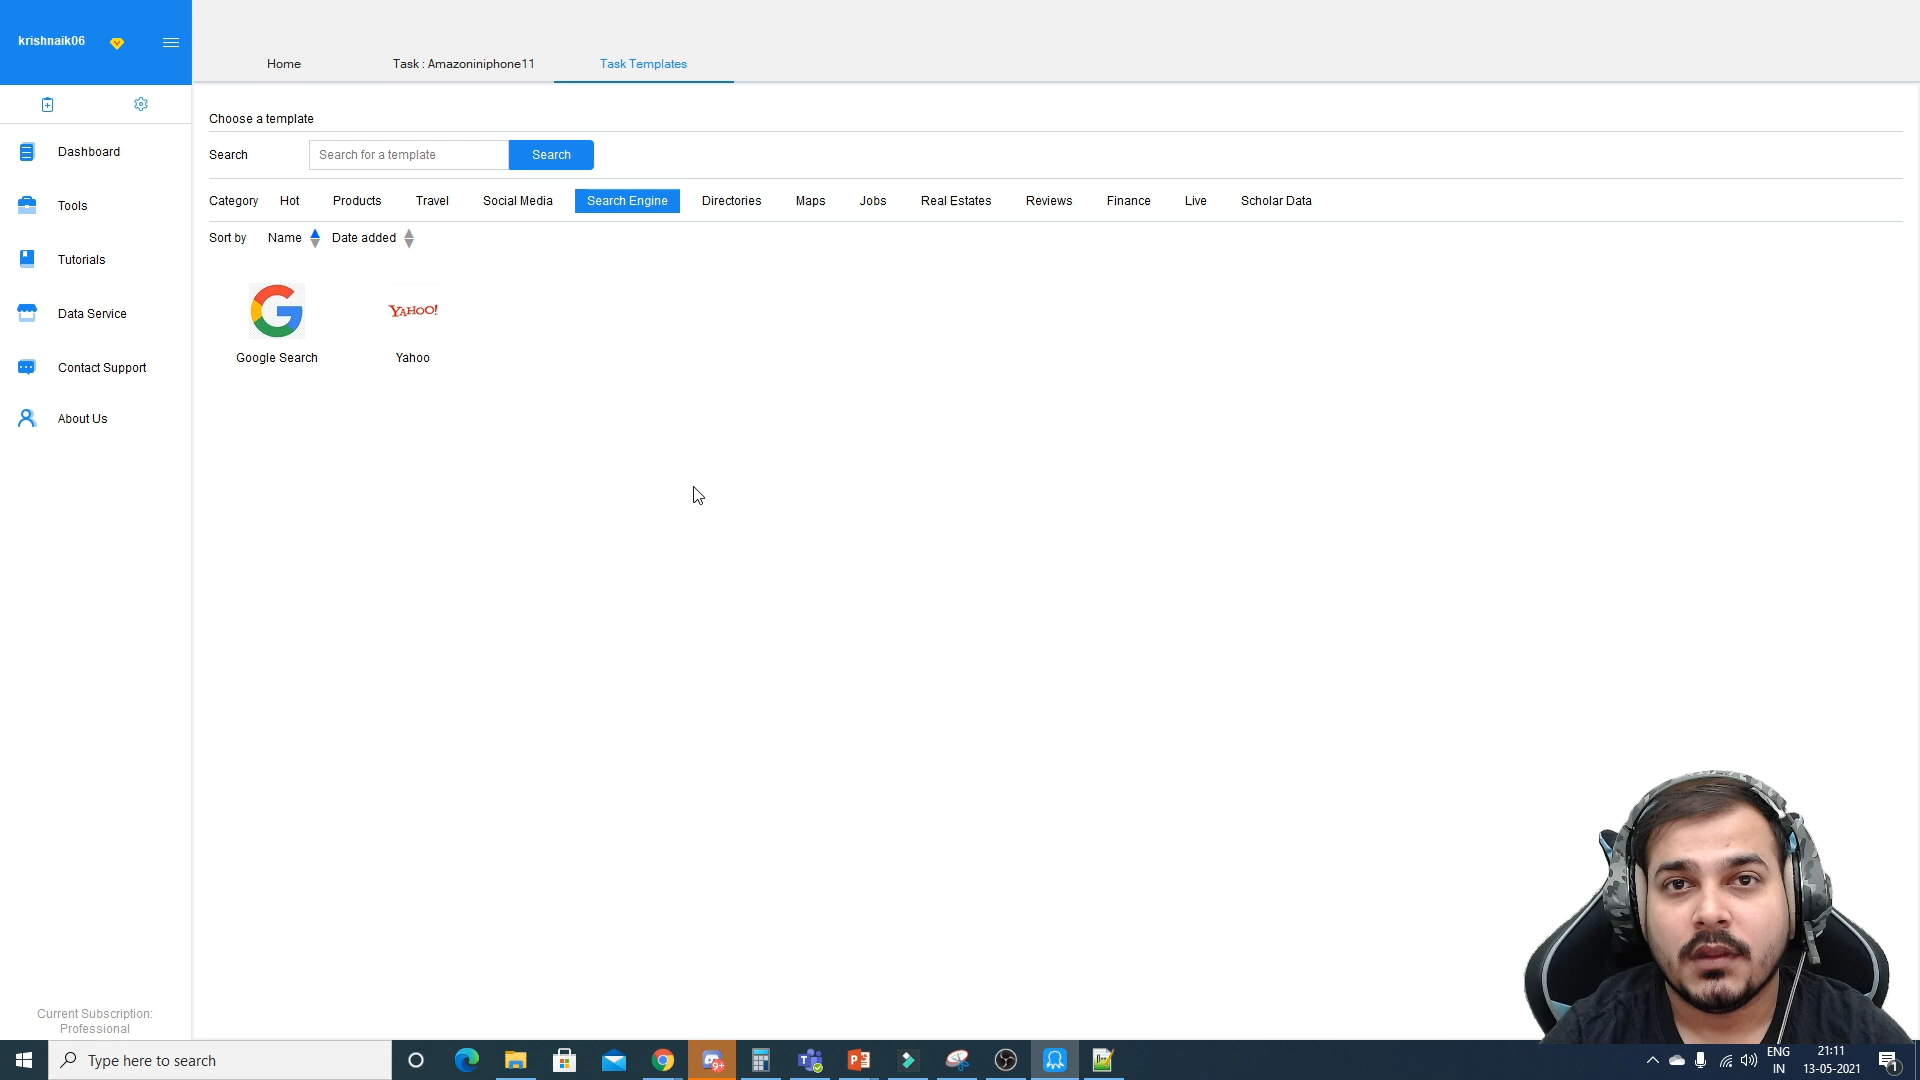 krishnaik06
Home
Task : Amazoniniphone11
Task Templates
Choose a template
Search
Search for a template
Search
Category
Hot
Products
Travel
Social Media
Search Engine
Directories
Maps
Jobs
Real Estates
Reviews
Finance
Live
Scholar Data
Sort by
Name
Date added
Dashboard
Tools
Tutorials
Data Service
Contact Support
About Us
YAHOO!
Google Search
Yahoo
Current Subscription:
Professional
Type here to search
9+
ENG
IN
21:11
13-05-2021
1